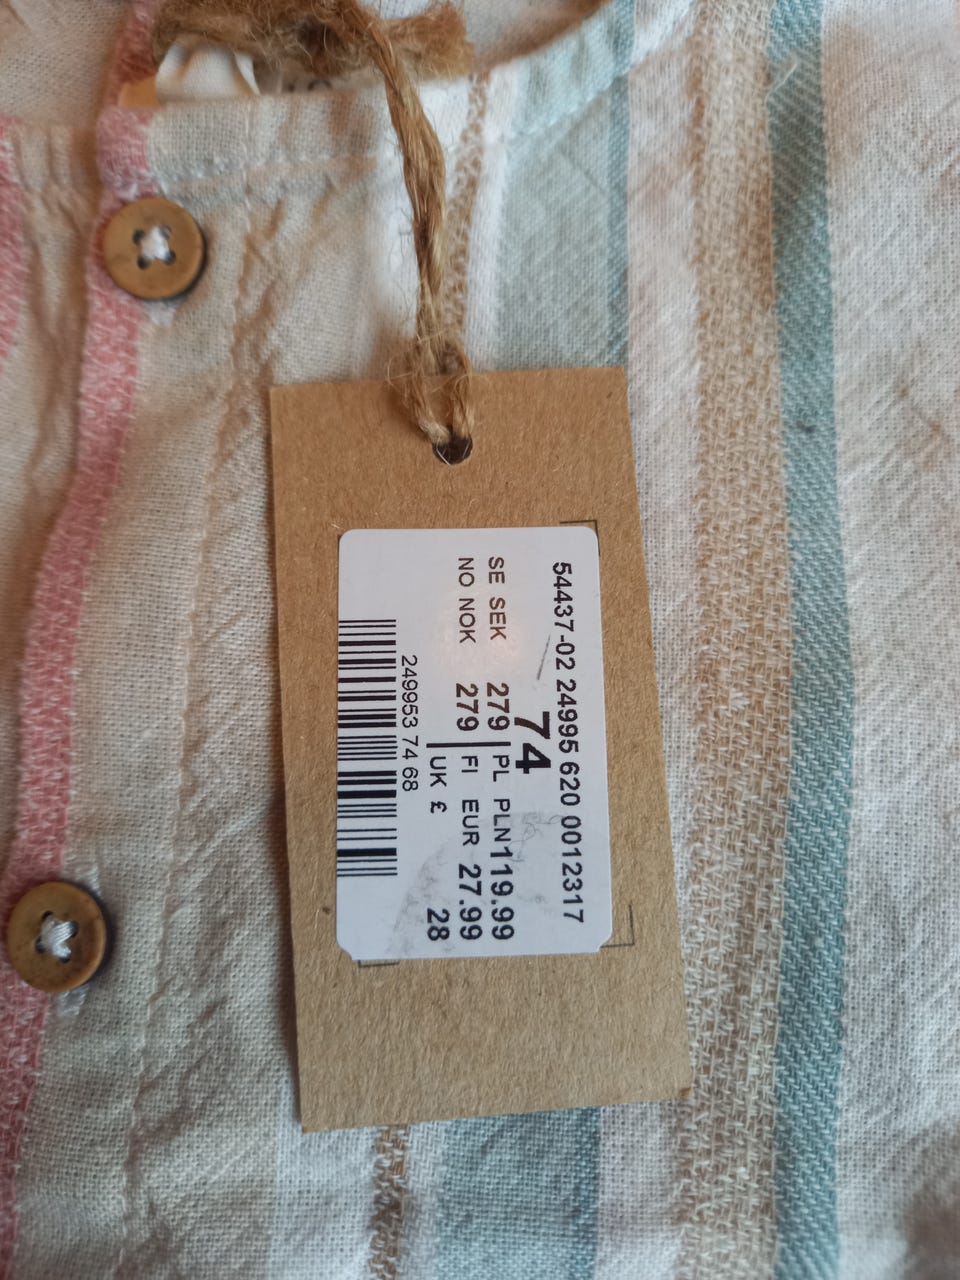 54437-02 24995 620 0012317
74
SE SEK 279 PL PLN119.99
NO NOK 279 FI EUR 27.99
UK £ 28
249953 74 68